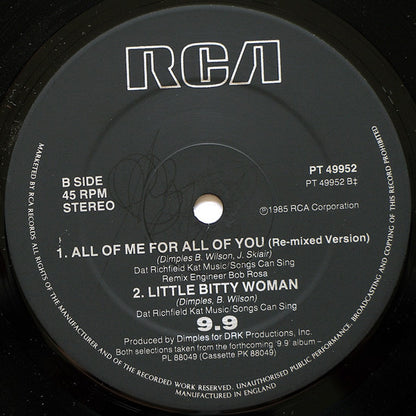 RCA
B SIDE
45 RPM
STEREO
PT 49952
PT 49952 B‡
℗1985 RCA Corporation
1. ALL OF ME FOR ALL OF YOU (Re-mixed Version)
(Dimples B. Wilson, J. Sklair)
Dat Richfield Kat Music/Songs Can Sing
Remix Engineer Bob Rosa
2. LITTLE BITTY WOMAN
(Dimples, B. Wilson)
Dat Richfield Kat Music/Songs Can Sing
9.9
Produced by Dimples for DRK Productions, Inc.
Both selections taken from the forthcoming '9.9' album –
PL 88049 (Cassette PK 88049)
MARKETED BY RCA RECORDS. ALL RIGHTS OF THE MANUFACTURER AND OF THE RECORDED WORK RESERVED. UNAUTHORISED PUBLIC PERFORMANCE, BROADCASTING AND COPYING OF THIS RECORD PROHIBITED.
MANUFACTURED IN ENGLAND